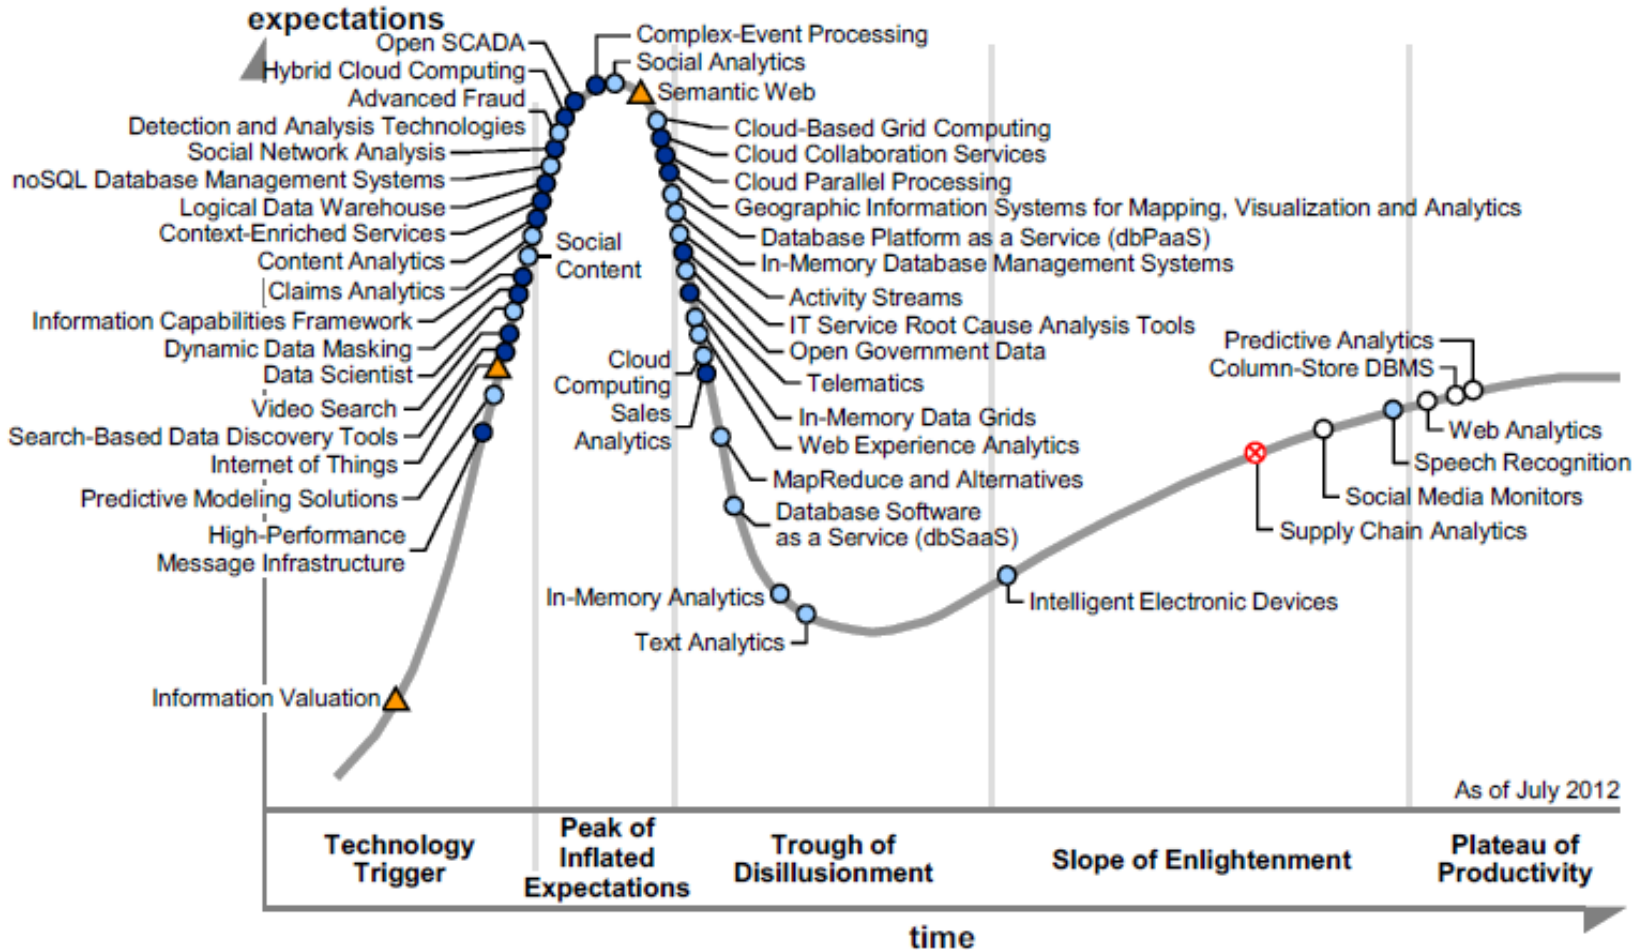 expectations
Open SCADA
Hybrid Cloud Computing
Advanced Fraud
Detection and Analysis Technologies
Social Network Analysis
noSQL Database Management Systems
Logical Data Warehouse
Context-Enriched Services
Content Analytics
Claims Analytics
Information Capabilities Framework
Dynamic Data Masking
Data Scientist
Video Search
Search-Based Data Discovery Tools
Internet of Things
Predictive Modeling Solutions
High-Performance
Message Infrastructure
Information Valuation
Social
Content
Complex-Event Processing
Social Analytics
Semantic Web
Cloud-Based Grid Computing
Cloud Collaboration Services
Cloud Parallel Processing
Geographic Information Systems for Mapping, Visualization and Analytics
Database Platform as a Service (dbPaaS)
In-Memory Database Management Systems
Activity Streams
IT Service Root Cause Analysis Tools
Open Government Data
Telematics
In-Memory Data Grids
Web Experience Analytics
Cloud
Computing
Sales
Analytics
MapReduce and Alternatives
Database Software
as a Service (dbSaaS)
In-Memory Analytics
Text Analytics
Intelligent Electronic Devices
Supply Chain Analytics
Social Media Monitors
Speech Recognition
Web Analytics
Column-Store DBMS
Predictive Analytics
As of July 2012
Technology
Trigger
Peak of
Inflated
Expectations
Trough of
Disillusionment
Slope of Enlightenment
Plateau of
Productivity
time